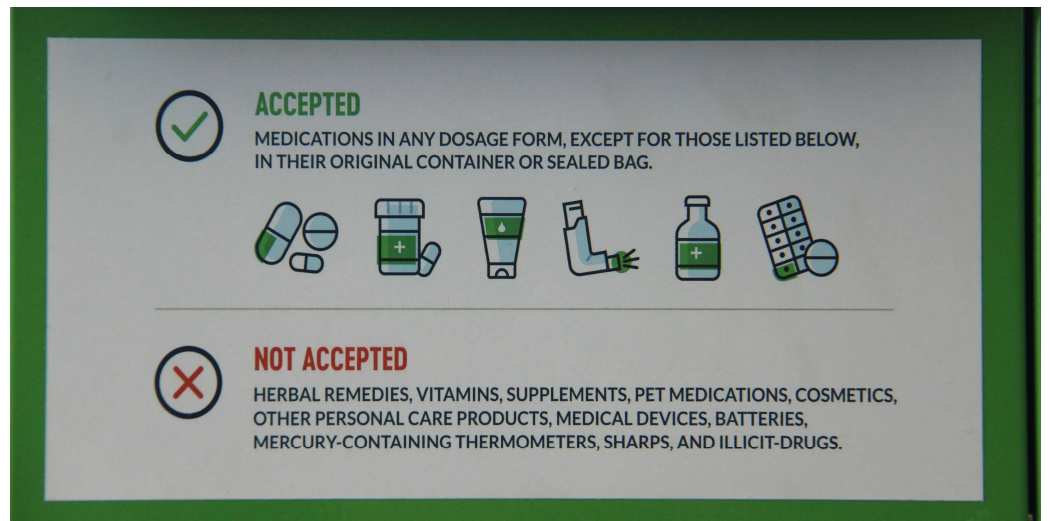 ACCEPTED
MEDICATIONS IN ANY DOSAGE FORM, EXCEPT FOR THOSE LISTED BELOW,
IN THEIR ORIGINAL CONTAINER OR SEALED BAG.
NOT ACCEPTED
HERBAL REMEDIES, VITAMINS, SUPPLEMENTS, PET MEDICATIONS, COSMETICS,
OTHER PERSONAL CARE PRODUCTS, MEDICAL DEVICES, BATTERIES,
MERCURY-CONTAINING THERMOMETERS, SHARPS, AND ILLICIT-DRUGS.